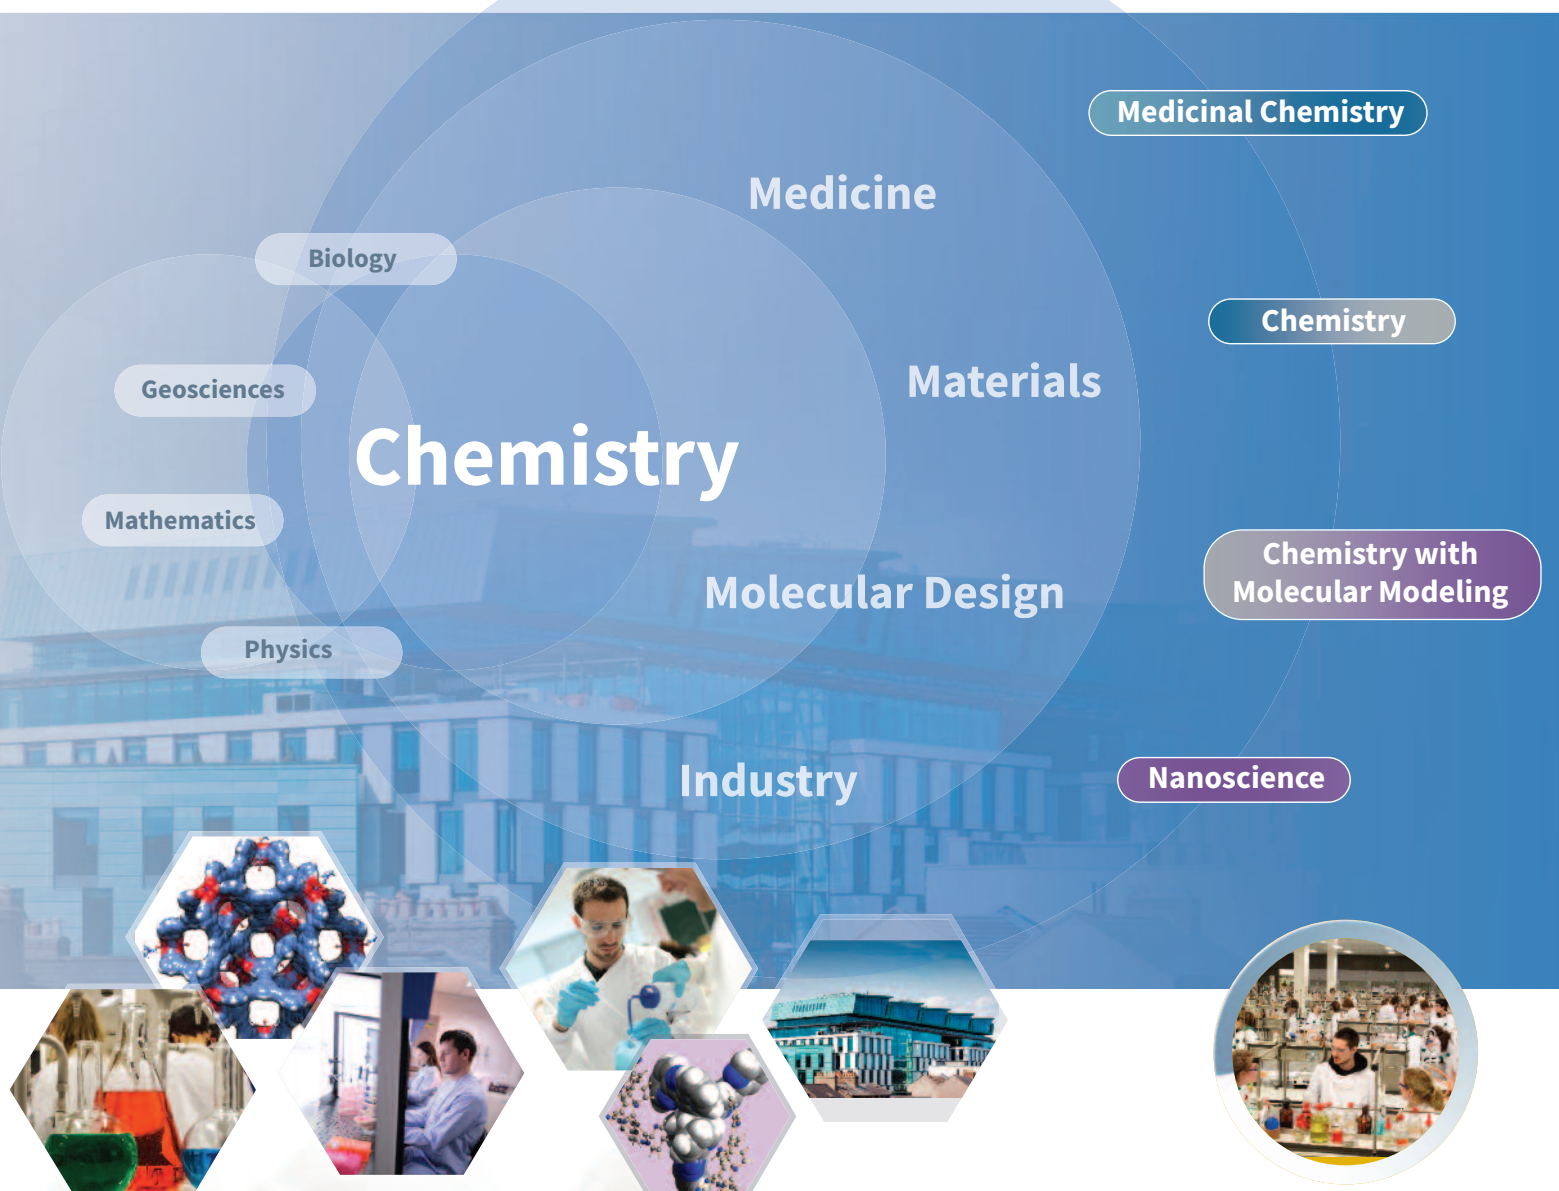 Medicinal Chemistry
Medicine
Biology
Chemistry
Geosciences
Materials
Chemistry
Mathematics
Chemistry with
Molecular Modeling
Molecular Design
Physics
Industry
Nanoscience